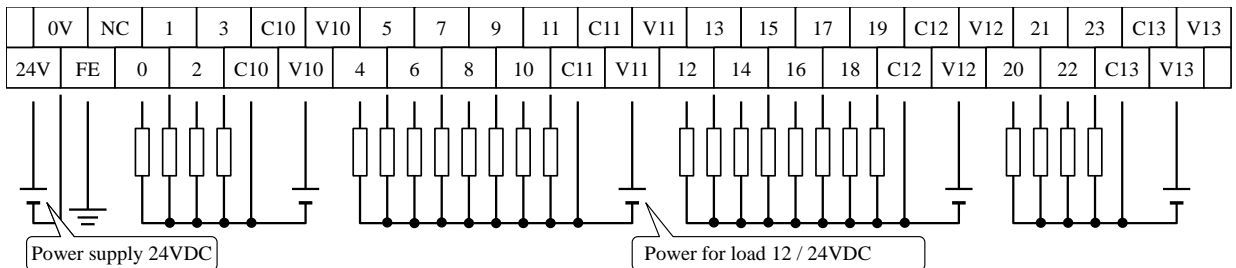 0V NC 1 3 C10 V10 5 7 9 11 C11 V11 13 15 17 19 C12 V12 21 23 C13 V13
24V FE 0 2 C10 V10 4 6 8 10 C11 V11 12 14 16 18 C12 V12 20 22 C13 V13
Power supply 24VDC
Power for load 12 / 24VDC